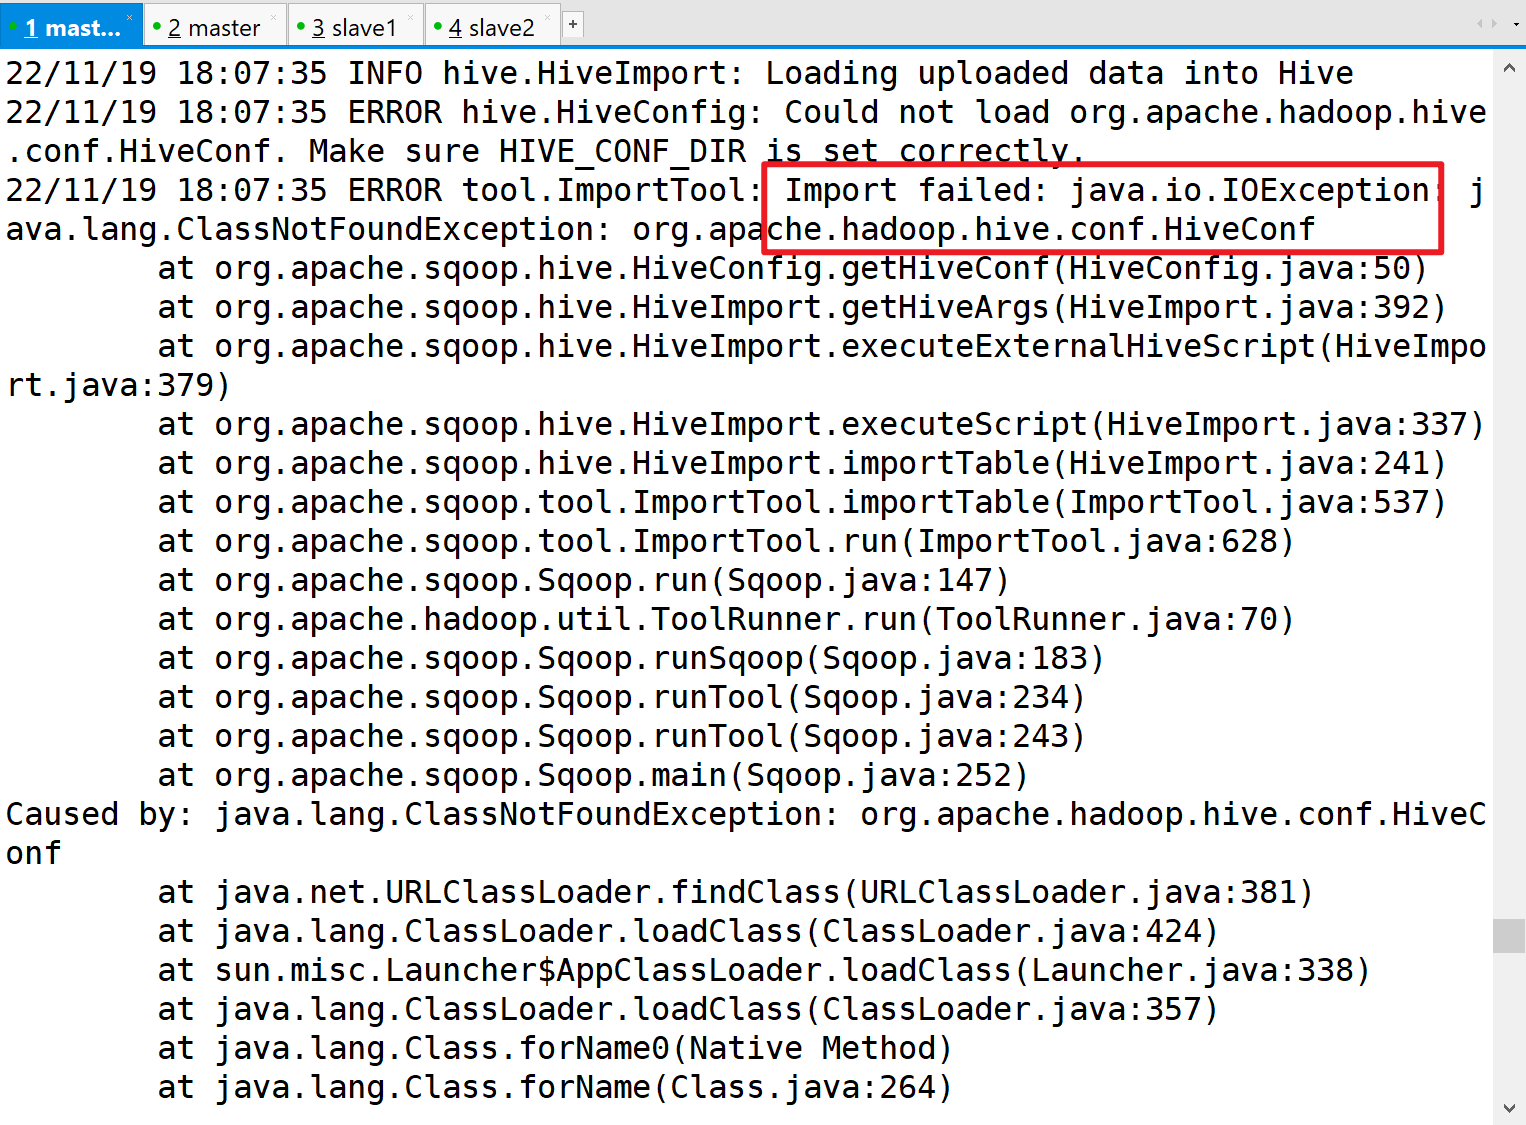 1 mast... × 2 master × 3 slave1 × 4 slave2 × +
22/11/19 18:07:35 INFO hive.HiveImport: Loading uploaded data into Hive
22/11/19 18:07:35 ERROR hive.HiveConfig: Could not load org.apache.hadoop.hive
.conf.HiveConf. Make sure HIVE_CONF_DIR is set correctly.
22/11/19 18:07:35 ERROR tool.ImportTool: Import failed: java.io.IOException: j
ava.lang.ClassNotFoundException: org.apache.hadoop.hive.conf.HiveConf
        at org.apache.sqoop.hive.HiveConfig.getHiveConf(HiveConfig.java:50)
        at org.apache.sqoop.hive.HiveImport.getHiveArgs(HiveImport.java:392)
        at org.apache.sqoop.hive.HiveImport.executeExternalHiveScript(HiveImpo
rt.java:379)
        at org.apache.sqoop.hive.HiveImport.executeScript(HiveImport.java:337)
        at org.apache.sqoop.hive.HiveImport.importTable(HiveImport.java:241)
        at org.apache.sqoop.tool.ImportTool.importTable(ImportTool.java:537)
        at org.apache.sqoop.tool.ImportTool.run(ImportTool.java:628)
        at org.apache.sqoop.Sqoop.run(Sqoop.java:147)
        at org.apache.hadoop.util.ToolRunner.run(ToolRunner.java:70)
        at org.apache.sqoop.Sqoop.runSqoop(Sqoop.java:183)
        at org.apache.sqoop.Sqoop.runTool(Sqoop.java:234)
        at org.apache.sqoop.Sqoop.runTool(Sqoop.java:243)
        at org.apache.sqoop.Sqoop.main(Sqoop.java:252)
Caused by: java.lang.ClassNotFoundException: org.apache.hadoop.hive.conf.HiveC
onf
        at java.net.URLClassLoader.findClass(URLClassLoader.java:381)
        at java.lang.ClassLoader.loadClass(ClassLoader.java:424)
        at sun.misc.Launcher$AppClassLoader.loadClass(Launcher.java:338)
        at java.lang.ClassLoader.loadClass(ClassLoader.java:357)
        at java.lang.Class.forName0(Native Method)
        at java.lang.Class.forName(Class.java:264)